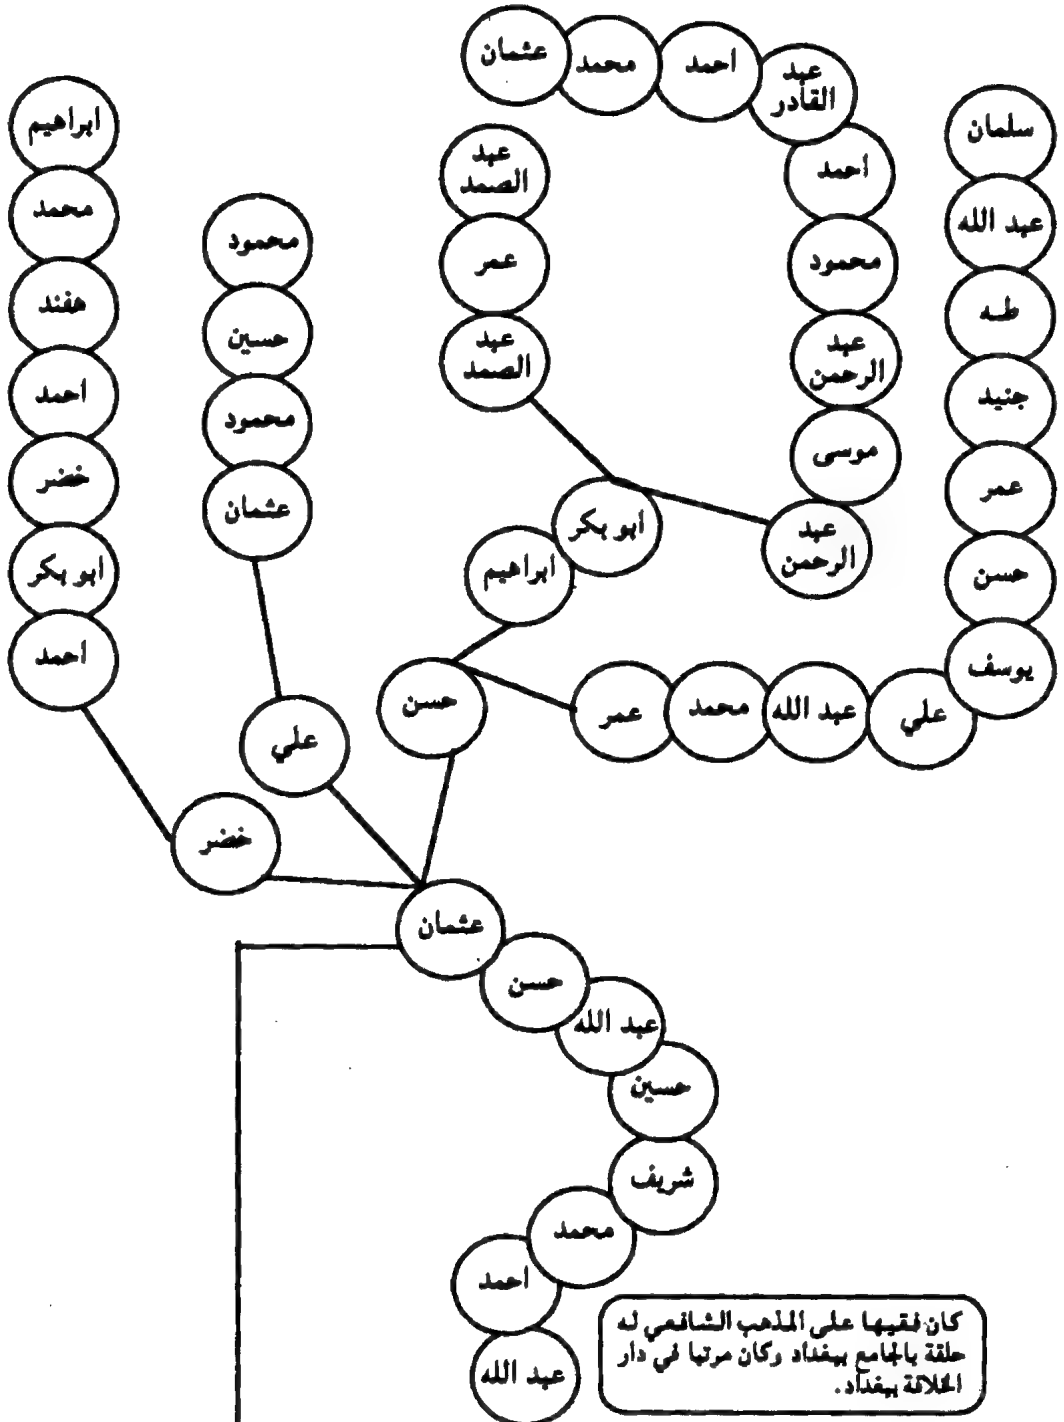 عثمان
محمد
احمد
عبد
القادر
احمد
محمود
عبد
الرحمن
موسى
عبد
الرحمن
عبد
الصمد
عمر
عبد
الصمد
ابو بكر
ابراهيم
حسن
سلمان
عبد الله
طه
جنيد
عمر
حسن
يوسف
علي
عبد الله
محمد
عمر
محمود
حسين
محمود
عثمان
علي
ابراهيم
محمد
هفند
احمد
خضر
ابو بكر
احمد
خضر
عثمان
حسن
عبد الله
حسين
شريف
محمد
احمد
عبد الله
كان فقيها على المذهب الشافعي له
حلقة بالجامع ببغداد وكان مرتبا في دار
الخلافة ببغداد.